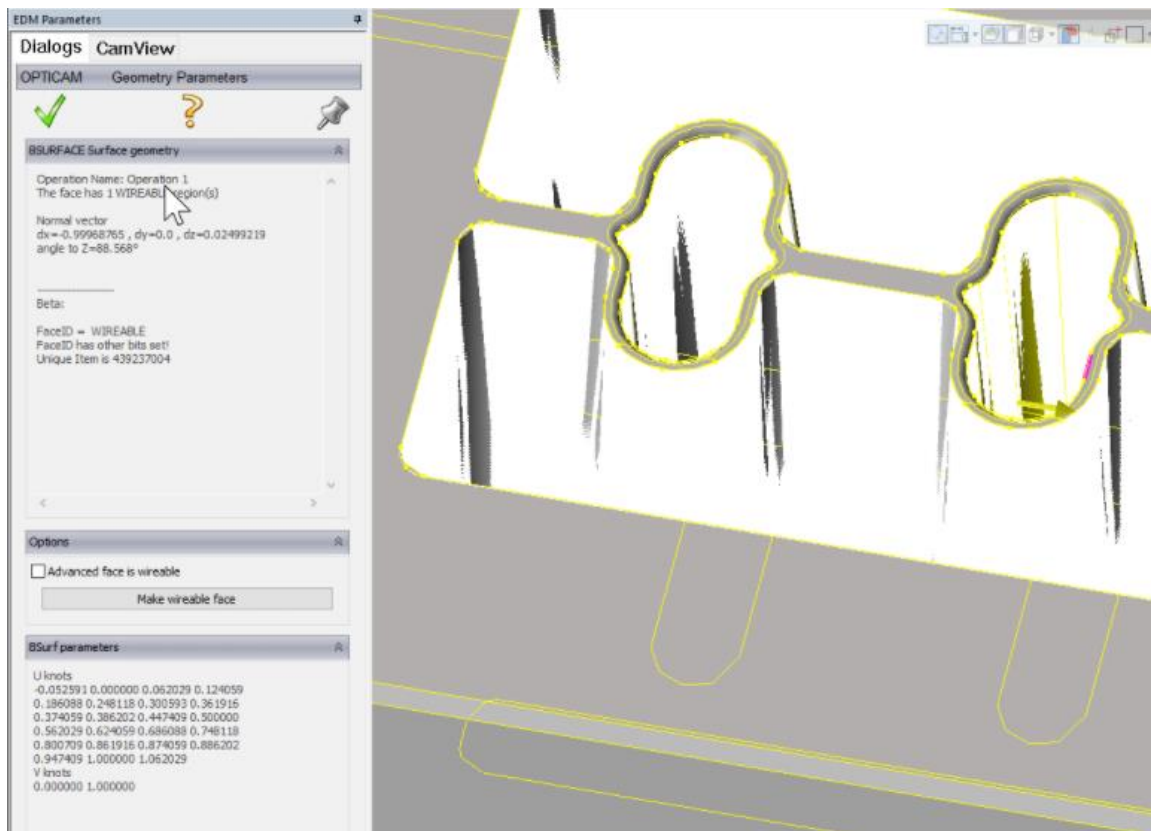 EDM Parameters
Dialogs CamView
OPTICAM Geometry Parameters
BSURFACE Surface geometry
Operation Name: Operation 1
The face has 1 WIREABLE region(s)
Normal vector
dx=-0.99968765 , dy=0.0 , dz=0.02499219
angle to Z=88.568°
Beta:
FaceID = WIREABLE
FaceID has other bits set!
Unique Item is 439237004
Options
Advanced face is wireable
Make wireable face
BSurf parameters
U knots
-0.052591 0.000000 0.062029 0.124059
0.186088 0.248118 0.300593 0.361916
0.374059 0.386202 0.447409 0.500000
0.562029 0.624059 0.686088 0.748118
0.800709 0.861916 0.874059 0.886202
0.947409 1.000000 1.062029
V knots
0.000000 1.000000